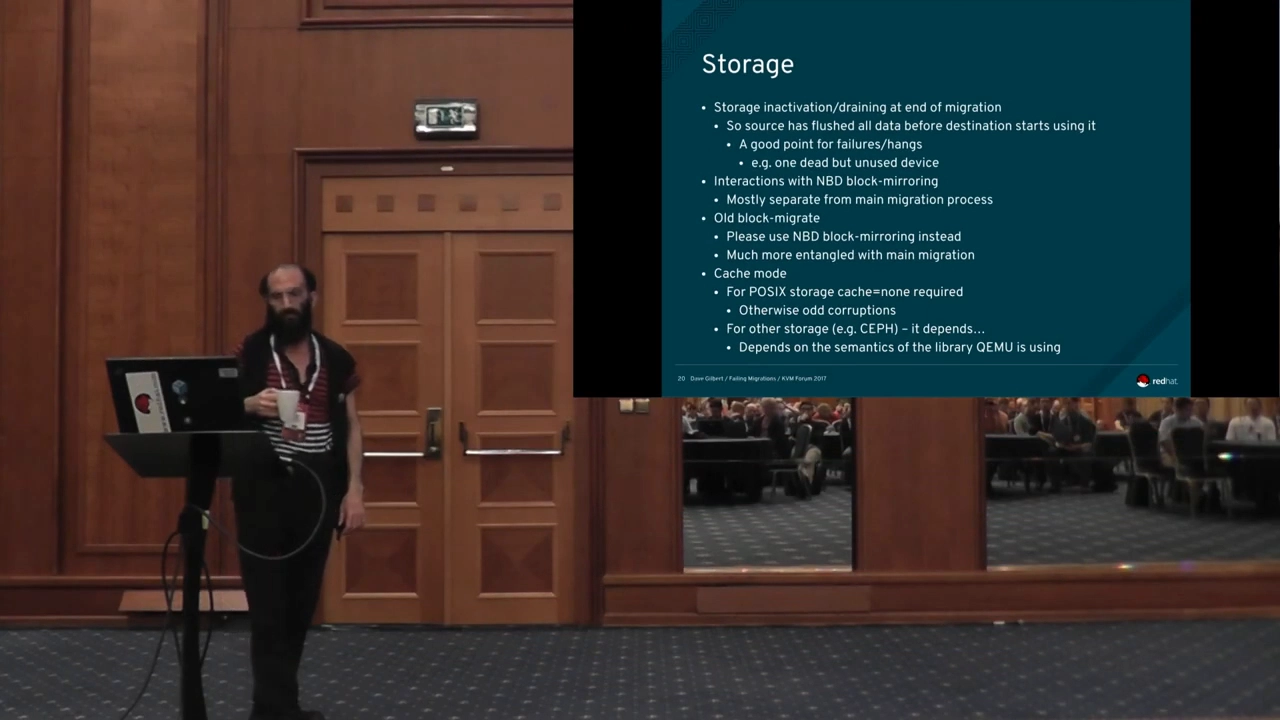 Storage
• Storage inactivation/draining at end of migration
• So source has flushed all data before destination starts using it
• A good point for failures/hangs
• e.g. one dead but unused device
• Interactions with NBD block-mirroring
• Mostly separate from main migration process
• Old block-migrate
• Please use NBD block-mirroring instead
• Much more entangled with main migration
• Cache mode
• For POSIX storage cache=none required
• Otherwise odd corruptions
• For other storage (e.g. CEPH) – it depends…
• Depends on the semantics of the library QEMU is using
20 Dave Gilbert / Failing Migrations / KVM Forum 2017
redhat.